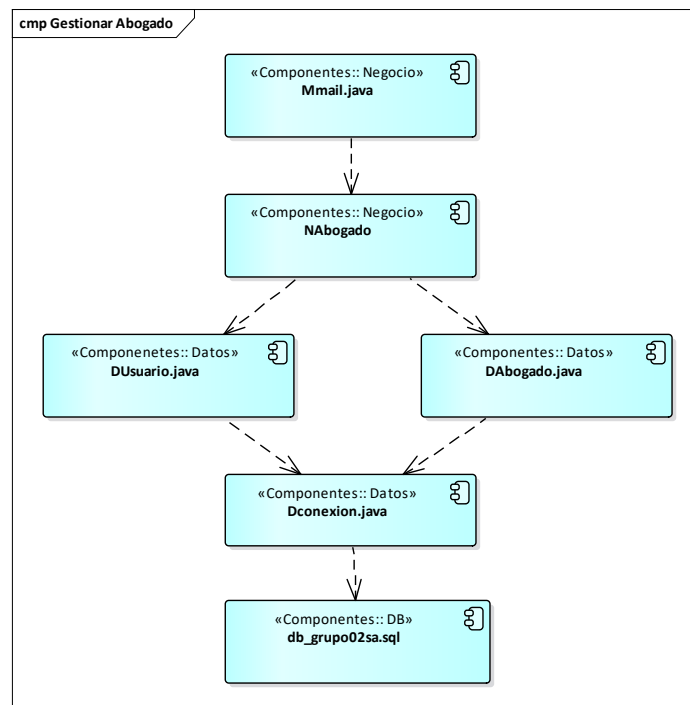 cmp Gestionar Abogado
«Componentes:: Negocio»
Mmail.java
«Componentes:: Negocio»
NAbogado
«Componenetes:: Datos»
DUsuario.java
«Componentes:: Datos»
DAbogado.java
«Componentes:: Datos»
Dconexion.java
«Componentes:: DB»
db_grupo02sa.sql